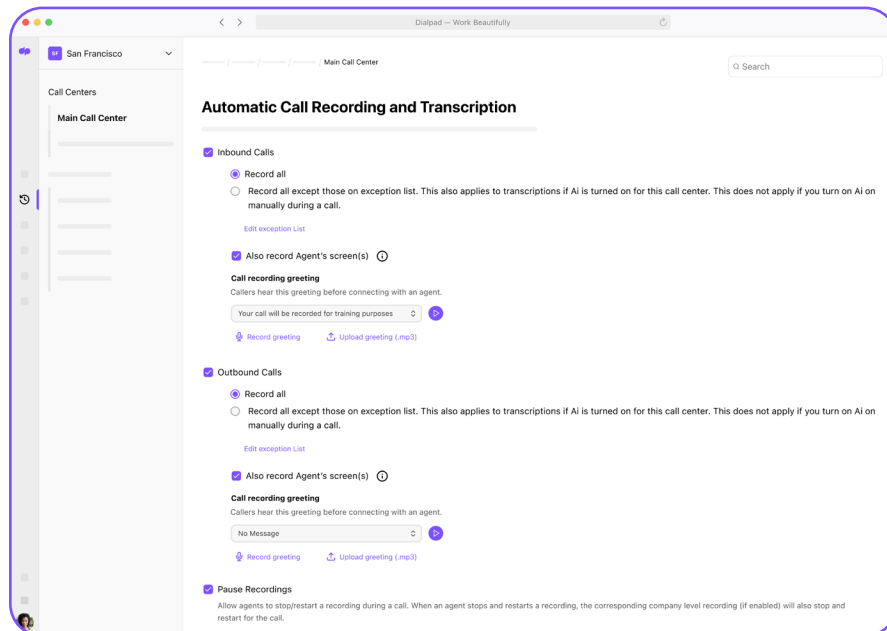 Dialpad — Work Beautifully
SF San Francisco
/ / / / Main Call Center
Search
Call Centers
Main Call Center
Automatic Call Recording and Transcription
Inbound Calls
Record all
Record all except those on exception list. This also applies to transcriptions if Ai is turned on for this call center. This does not apply if you turn on Ai on
manually during a call.
Edit exception List
Also record Agent's screen(s)
Call recording greeting
Callers hear this greeting before connecting with an agent.
Your call will be recorded for training purposes
Record greeting Upload greeting (.mp3)
Outbound Calls
Record all
Record all except those on exception list. This also applies to transcriptions if Ai is turned on for this call center. This does not apply if you turn on Ai on
manually during a call.
Edit exception List
Also record Agent's screen(s)
Call recording greeting
Callers hear this greeting before connecting with an agent.
No Message
Record greeting Upload greeting (.mp3)
Pause Recordings
Allow agents to stop/restart a recording during a call. When an agent stops and restarts a recording, the corresponding company level recording (if enabled) will also stop and
restart for the call.